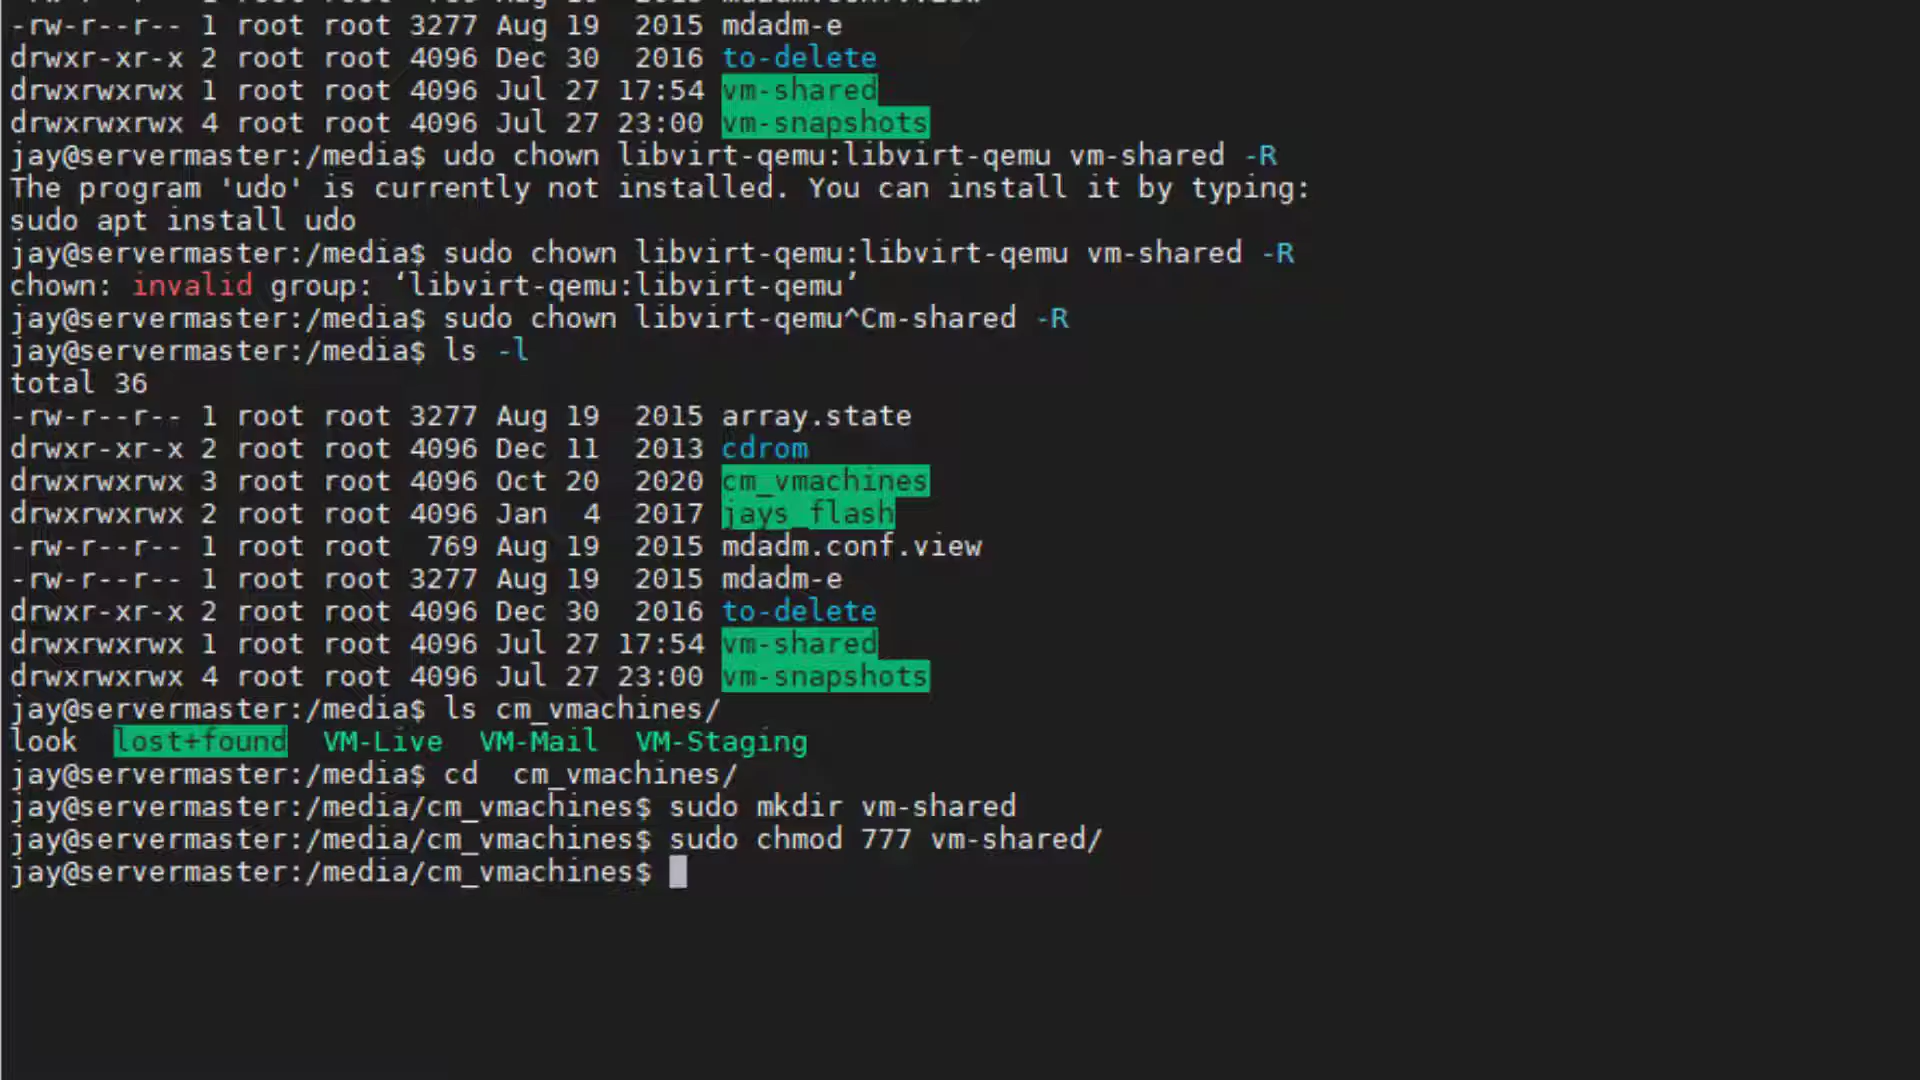 -rw-r--r-- 1 root root 769 Aug 19 2015 mdadm.conf.view
-rw-r--r-- 1 root root 3277 Aug 19  2015 mdadm-e
drwxr-xr-x 2 root root 4096 Dec 30  2016 to-delete
drwxrwxrwx 1 root root 4096 Jul 27 17:54 vm-shared
drwxrwxrwx 4 root root 4096 Jul 27 23:00 vm-snapshots
jay@servermaster:/media$ udo chown libvirt-qemu:libvirt-qemu vm-shared -R
The program 'udo' is currently not installed. You can install it by typing:
sudo apt install udo
jay@servermaster:/media$ sudo chown libvirt-qemu:libvirt-qemu vm-shared -R
chown: invalid group: ‘libvirt-qemu:libvirt-qemu’
jay@servermaster:/media$ sudo chown libvirt-qemu^Cm-shared -R
jay@servermaster:/media$ ls -l
total 36
-rw-r--r-- 1 root root 3277 Aug 19  2015 array.state
drwxr-xr-x 2 root root 4096 Dec 11  2013 cdrom
drwxrwxrwx 3 root root 4096 Oct 20  2020 cm_vmachines
drwxrwxrwx 2 root root 4096 Jan  4  2017 jays_flash
-rw-r--r-- 1 root root  769 Aug 19  2015 mdadm.conf.view
-rw-r--r-- 1 root root 3277 Aug 19  2015 mdadm-e
drwxr-xr-x 2 root root 4096 Dec 30  2016 to-delete
drwxrwxrwx 1 root root 4096 Jul 27 17:54 vm-shared
drwxrwxrwx 4 root root 4096 Jul 27 23:00 vm-snapshots
jay@servermaster:/media$ ls cm_vmachines/
look  lost+found  VM-Live  VM-Mail  VM-Staging
jay@servermaster:/media$ cd  cm_vmachines/
jay@servermaster:/media/cm_vmachines$ sudo mkdir vm-shared
jay@servermaster:/media/cm_vmachines$ sudo chmod 777 vm-shared/
jay@servermaster:/media/cm_vmachines$